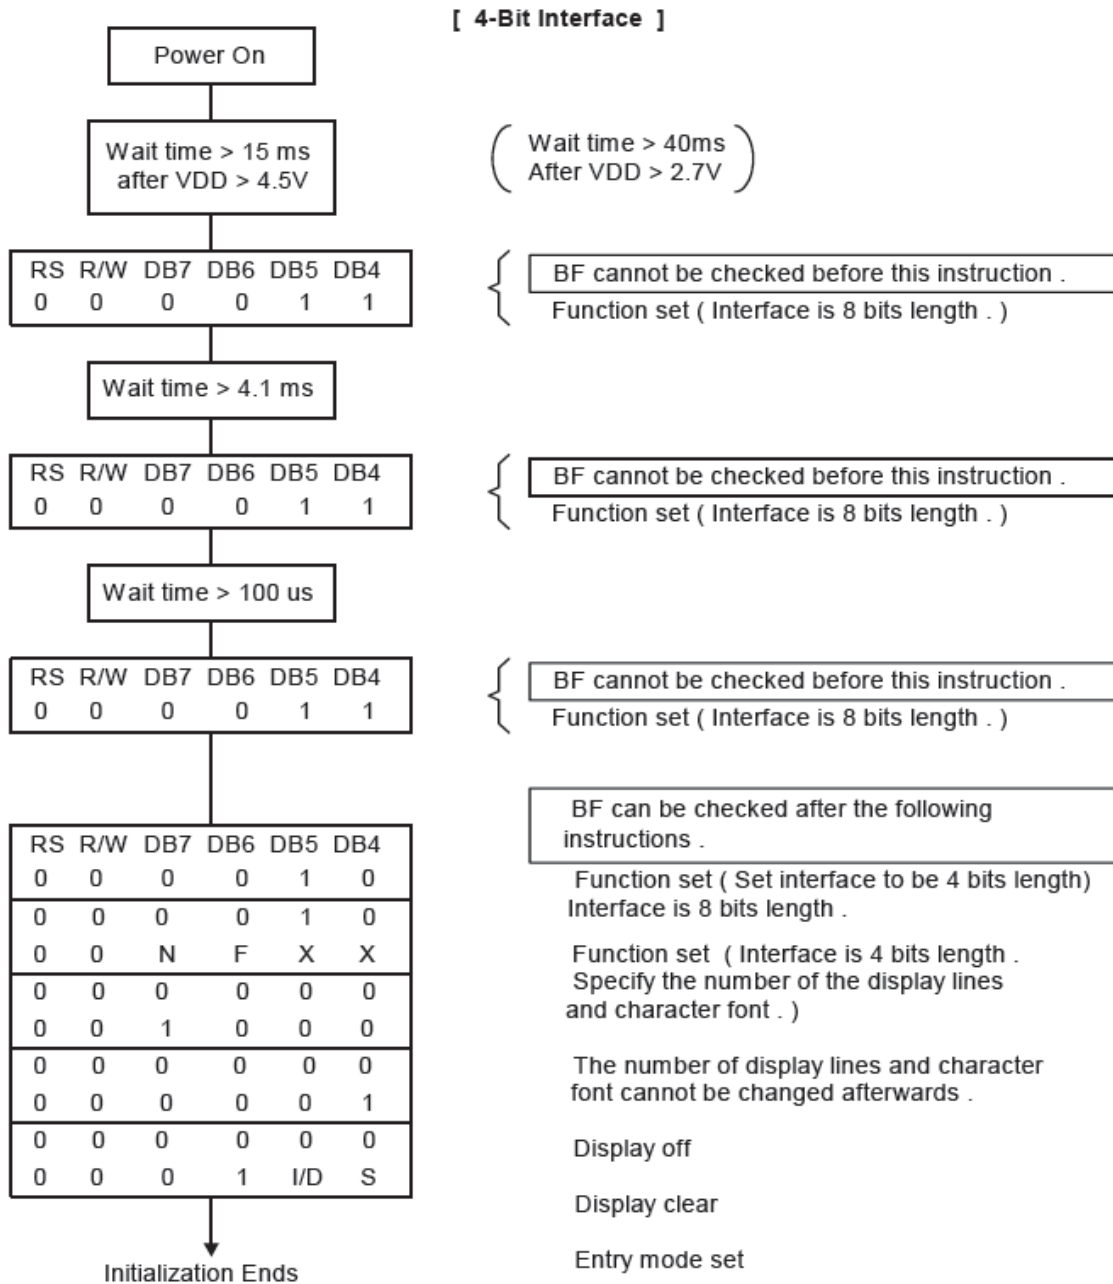 [ 4-Bit Interface ]
Power On
Wait time > 15 ms
after VDD > 4.5V
Wait time > 40ms
After VDD > 2.7V
RS R/W DB7 DB6 DB5 DB4
0 0 0 0 1 1
BF cannot be checked before this instruction .
Function set ( Interface is 8 bits length . )
Wait time > 4.1 ms
RS R/W DB7 DB6 DB5 DB4
0 0 0 0 1 1
BF cannot be checked before this instruction .
Function set ( Interface is 8 bits length . )
Wait time > 100 us
RS R/W DB7 DB6 DB5 DB4
0 0 0 0 1 1
BF cannot be checked before this instruction .
Function set ( Interface is 8 bits length . )
RS R/W DB7 DB6 DB5 DB4
0 0 0 0 1 0
0 0 0 0 1 0
0 0 N F X X
0 0 0 0 0 0
0 0 1 0 0 0
0 0 0 0 0 0
0 0 0 0 0 1
0 0 0 0 0 0
0 0 0 1 I/D S
Initialization Ends
BF can be checked after the following
instructions .
Function set ( Set interface to be 4 bits length)
Interface is 8 bits length .
Function set ( Interface is 4 bits length .
Specify the number of the display lines
and character font . )
The number of display lines and character
font cannot be changed afterwards .
Display off
Display clear
Entry mode set